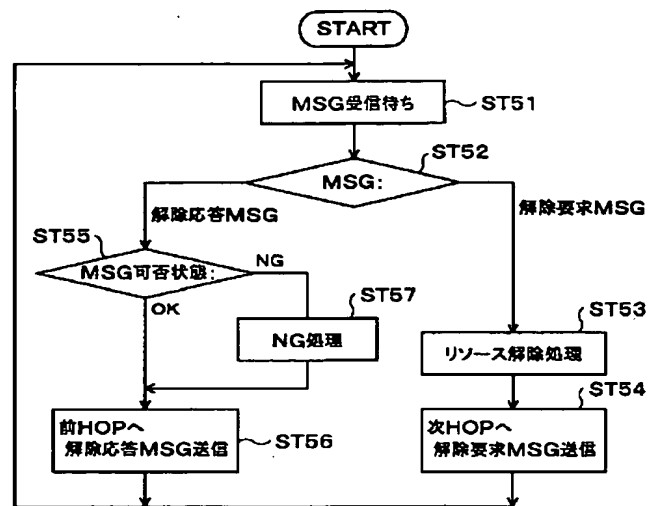 START
MSG受信待ち
ST51
ST52
MSG:
解除応答MSG
解除要求MSG
ST55
MSG可否状態:
NG
OK
ST57
NG処理
ST53
リソース解除処理
ST54
前HOPへ
解除応答MSG送信
ST56
次HOPへ
解除要求MSG送信